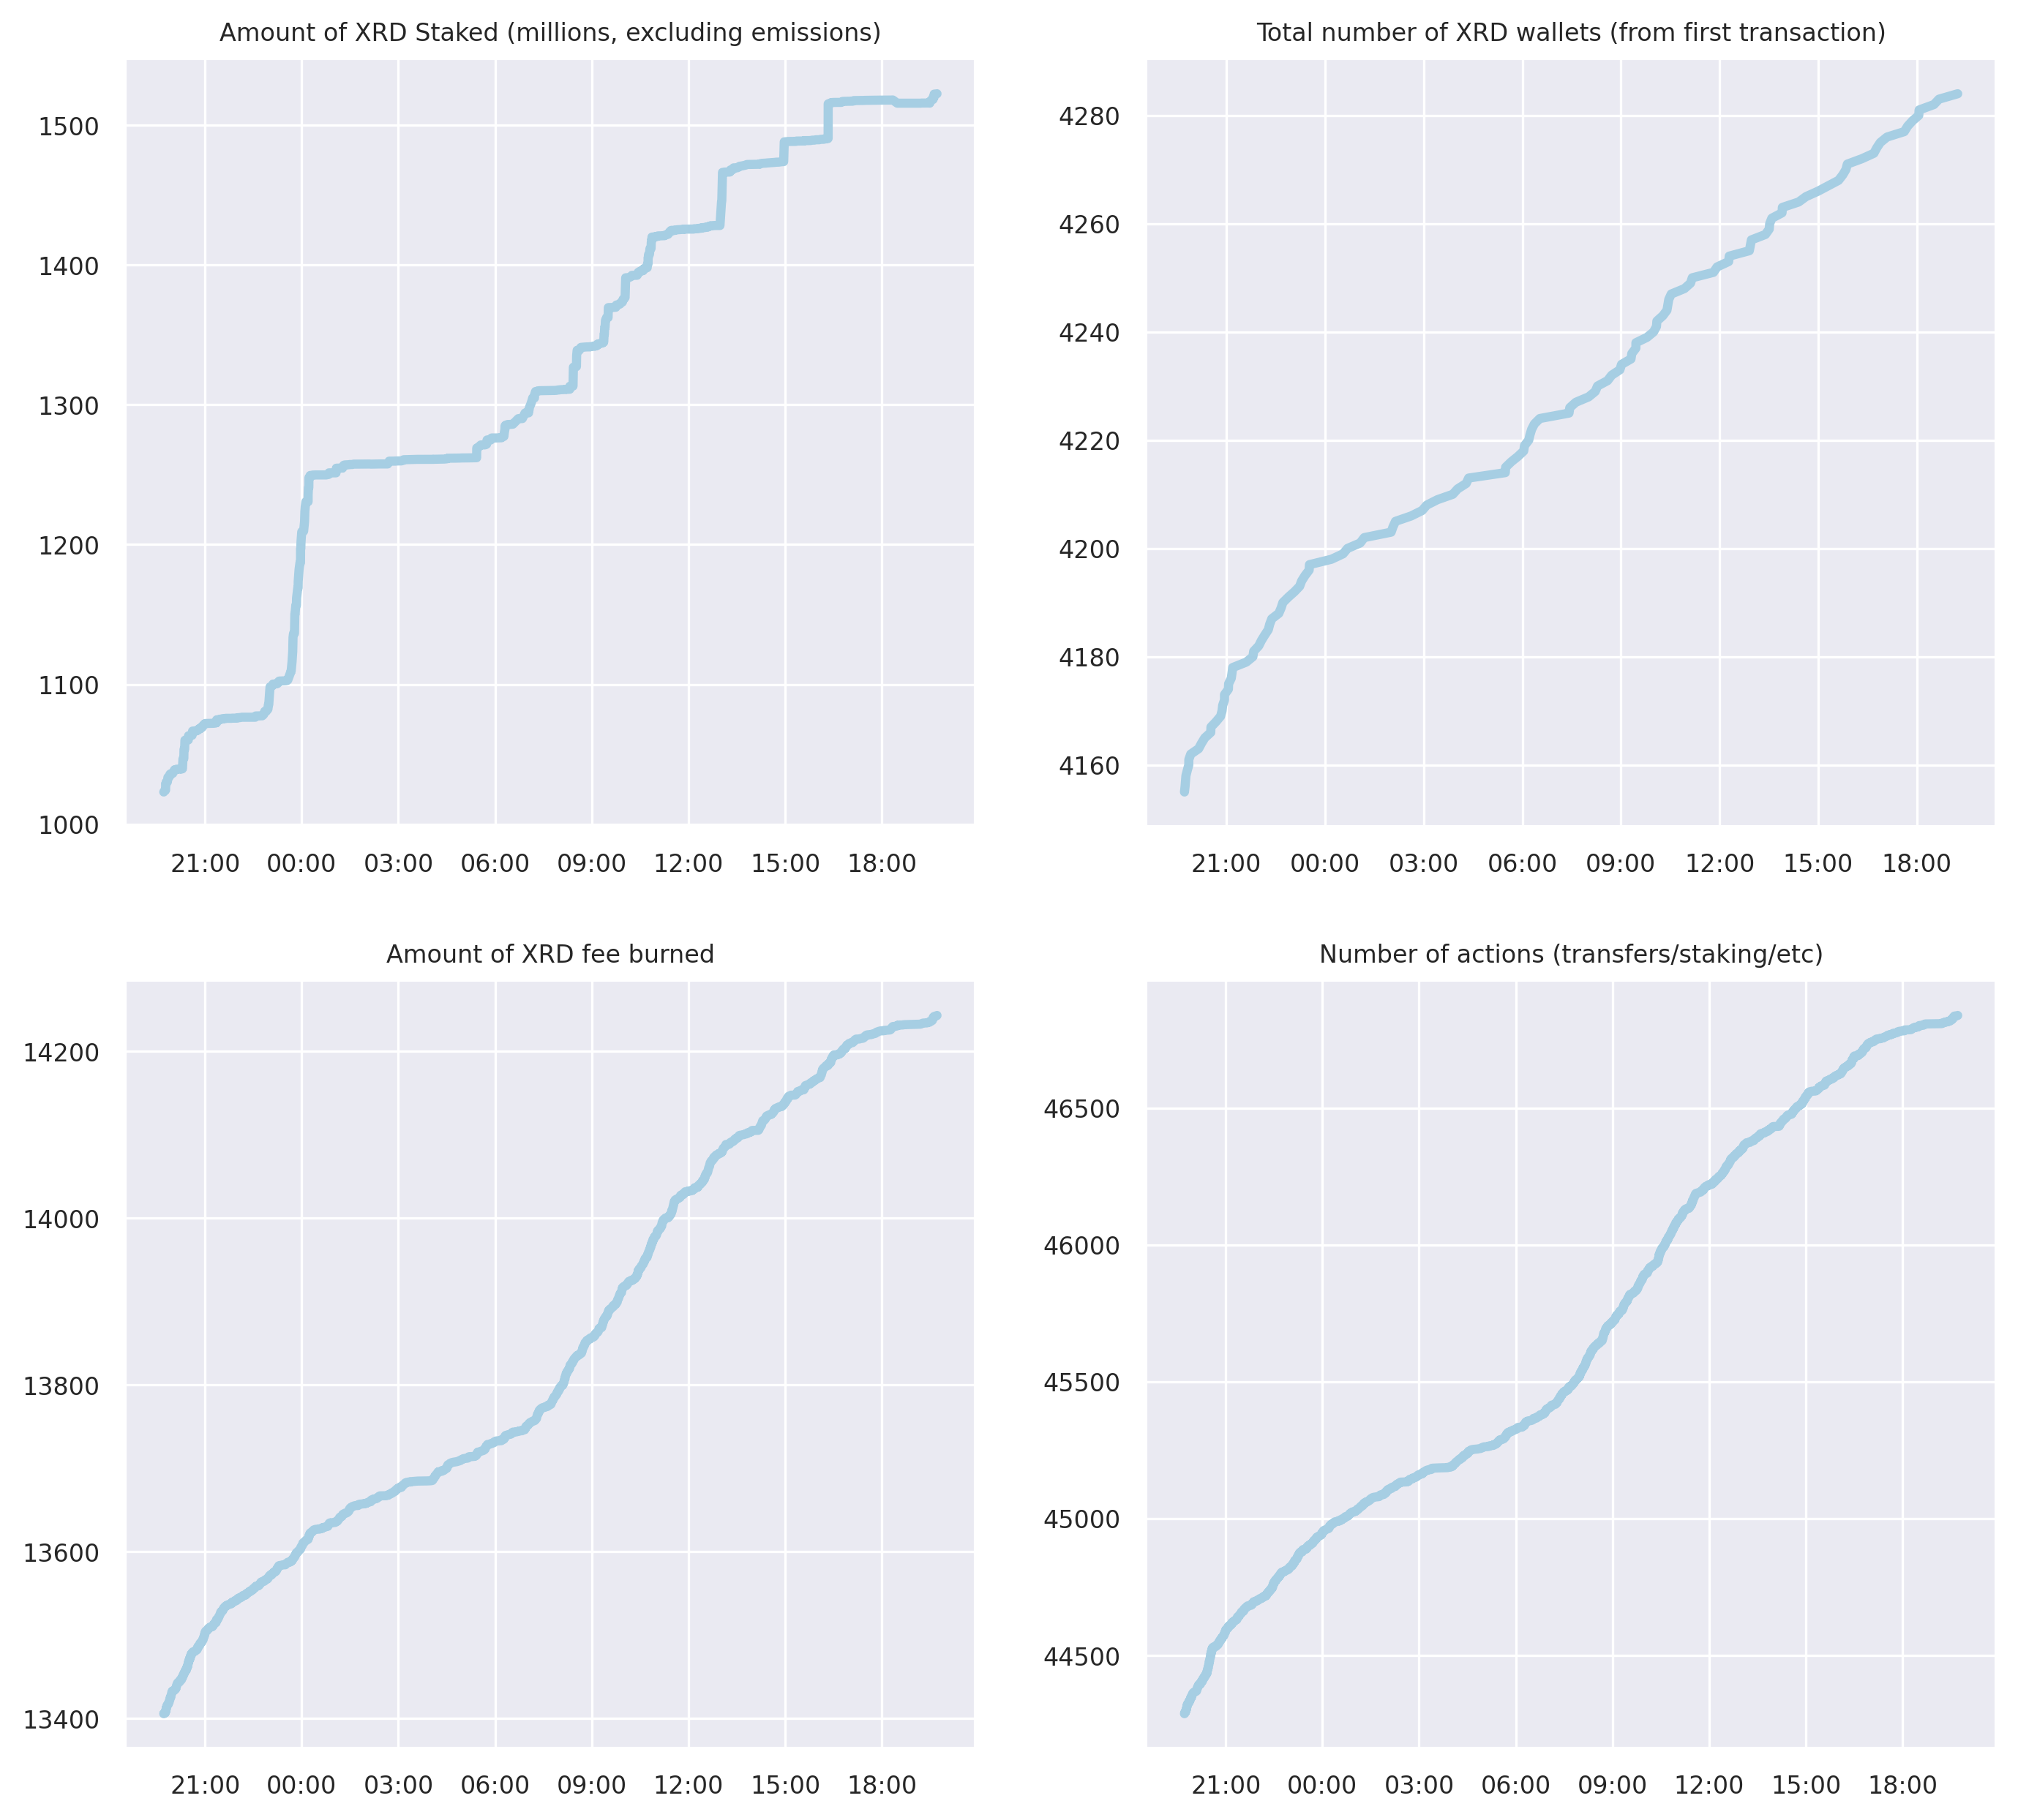 Amount of XRD Staked (millions, excluding emissions)
1500
1400
1300
1200
1100
1000
21:00 00:00 03:00 06:00 09:00 12:00 15:00 18:00
Total number of XRD wallets (from first transaction)
4280
4260
4240
4220
4200
4180
4160
21:00 00:00 03:00 06:00 09:00 12:00 15:00 18:00
Amount of XRD fee burned
14200
14000
13800
13600
13400
21:00 00:00 03:00 06:00 09:00 12:00 15:00 18:00
Number of actions (transfers/staking/etc)
46500
46000
45500
45000
44500
21:00 00:00 03:00 06:00 09:00 12:00 15:00 18:00